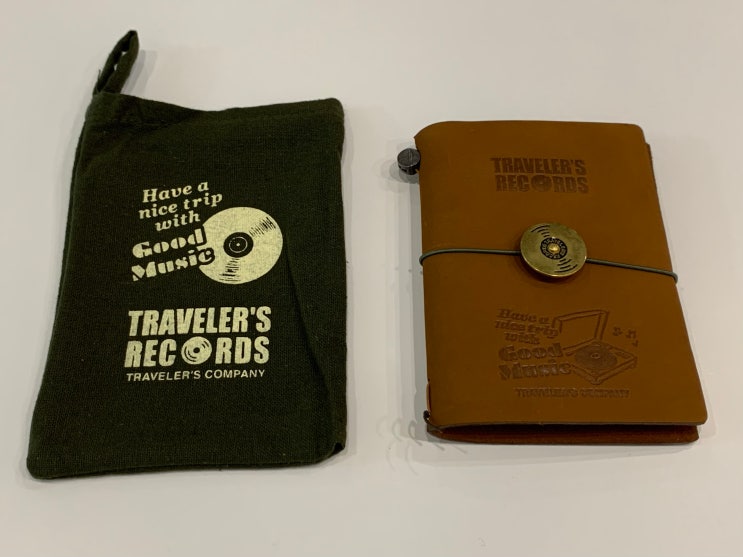 Have a
nice trip
with
Good
Music
TRAVELER'S
RECORDS
TRAVELER'S COMPANY
TRAVELER'S
RECORDS
Have a
nice trip
with
Good
Music
TRAVELER'S COMPANY